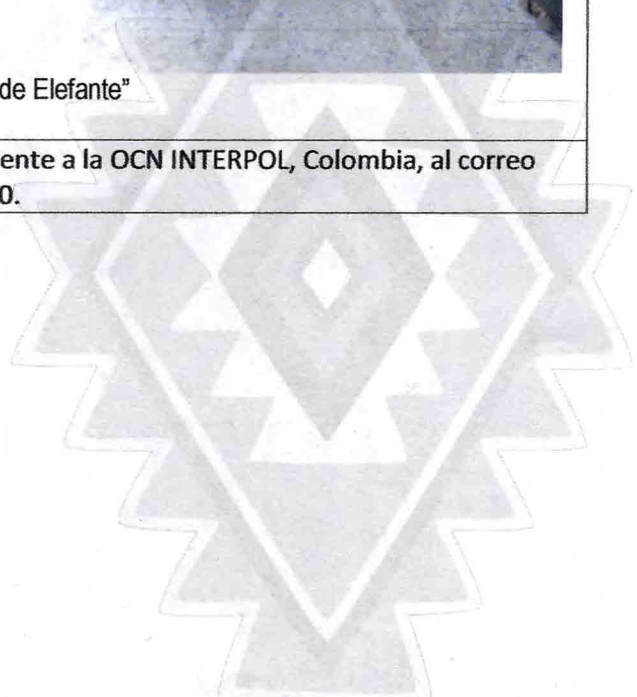 de Elefante”
ente a la OCN INTERPOL, Colombia, al correo
0.